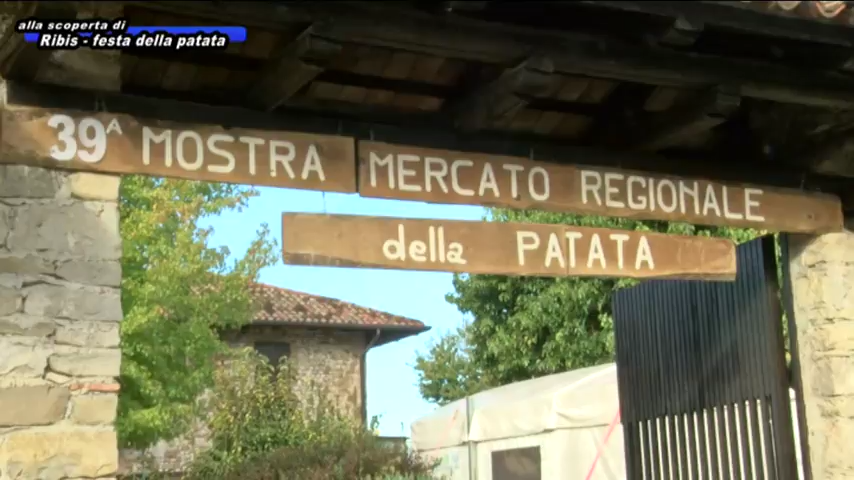 alla scoperta di
Ribis - festa della patata
39ª MOSTRA MERCATO REGIONALE
della PATATA